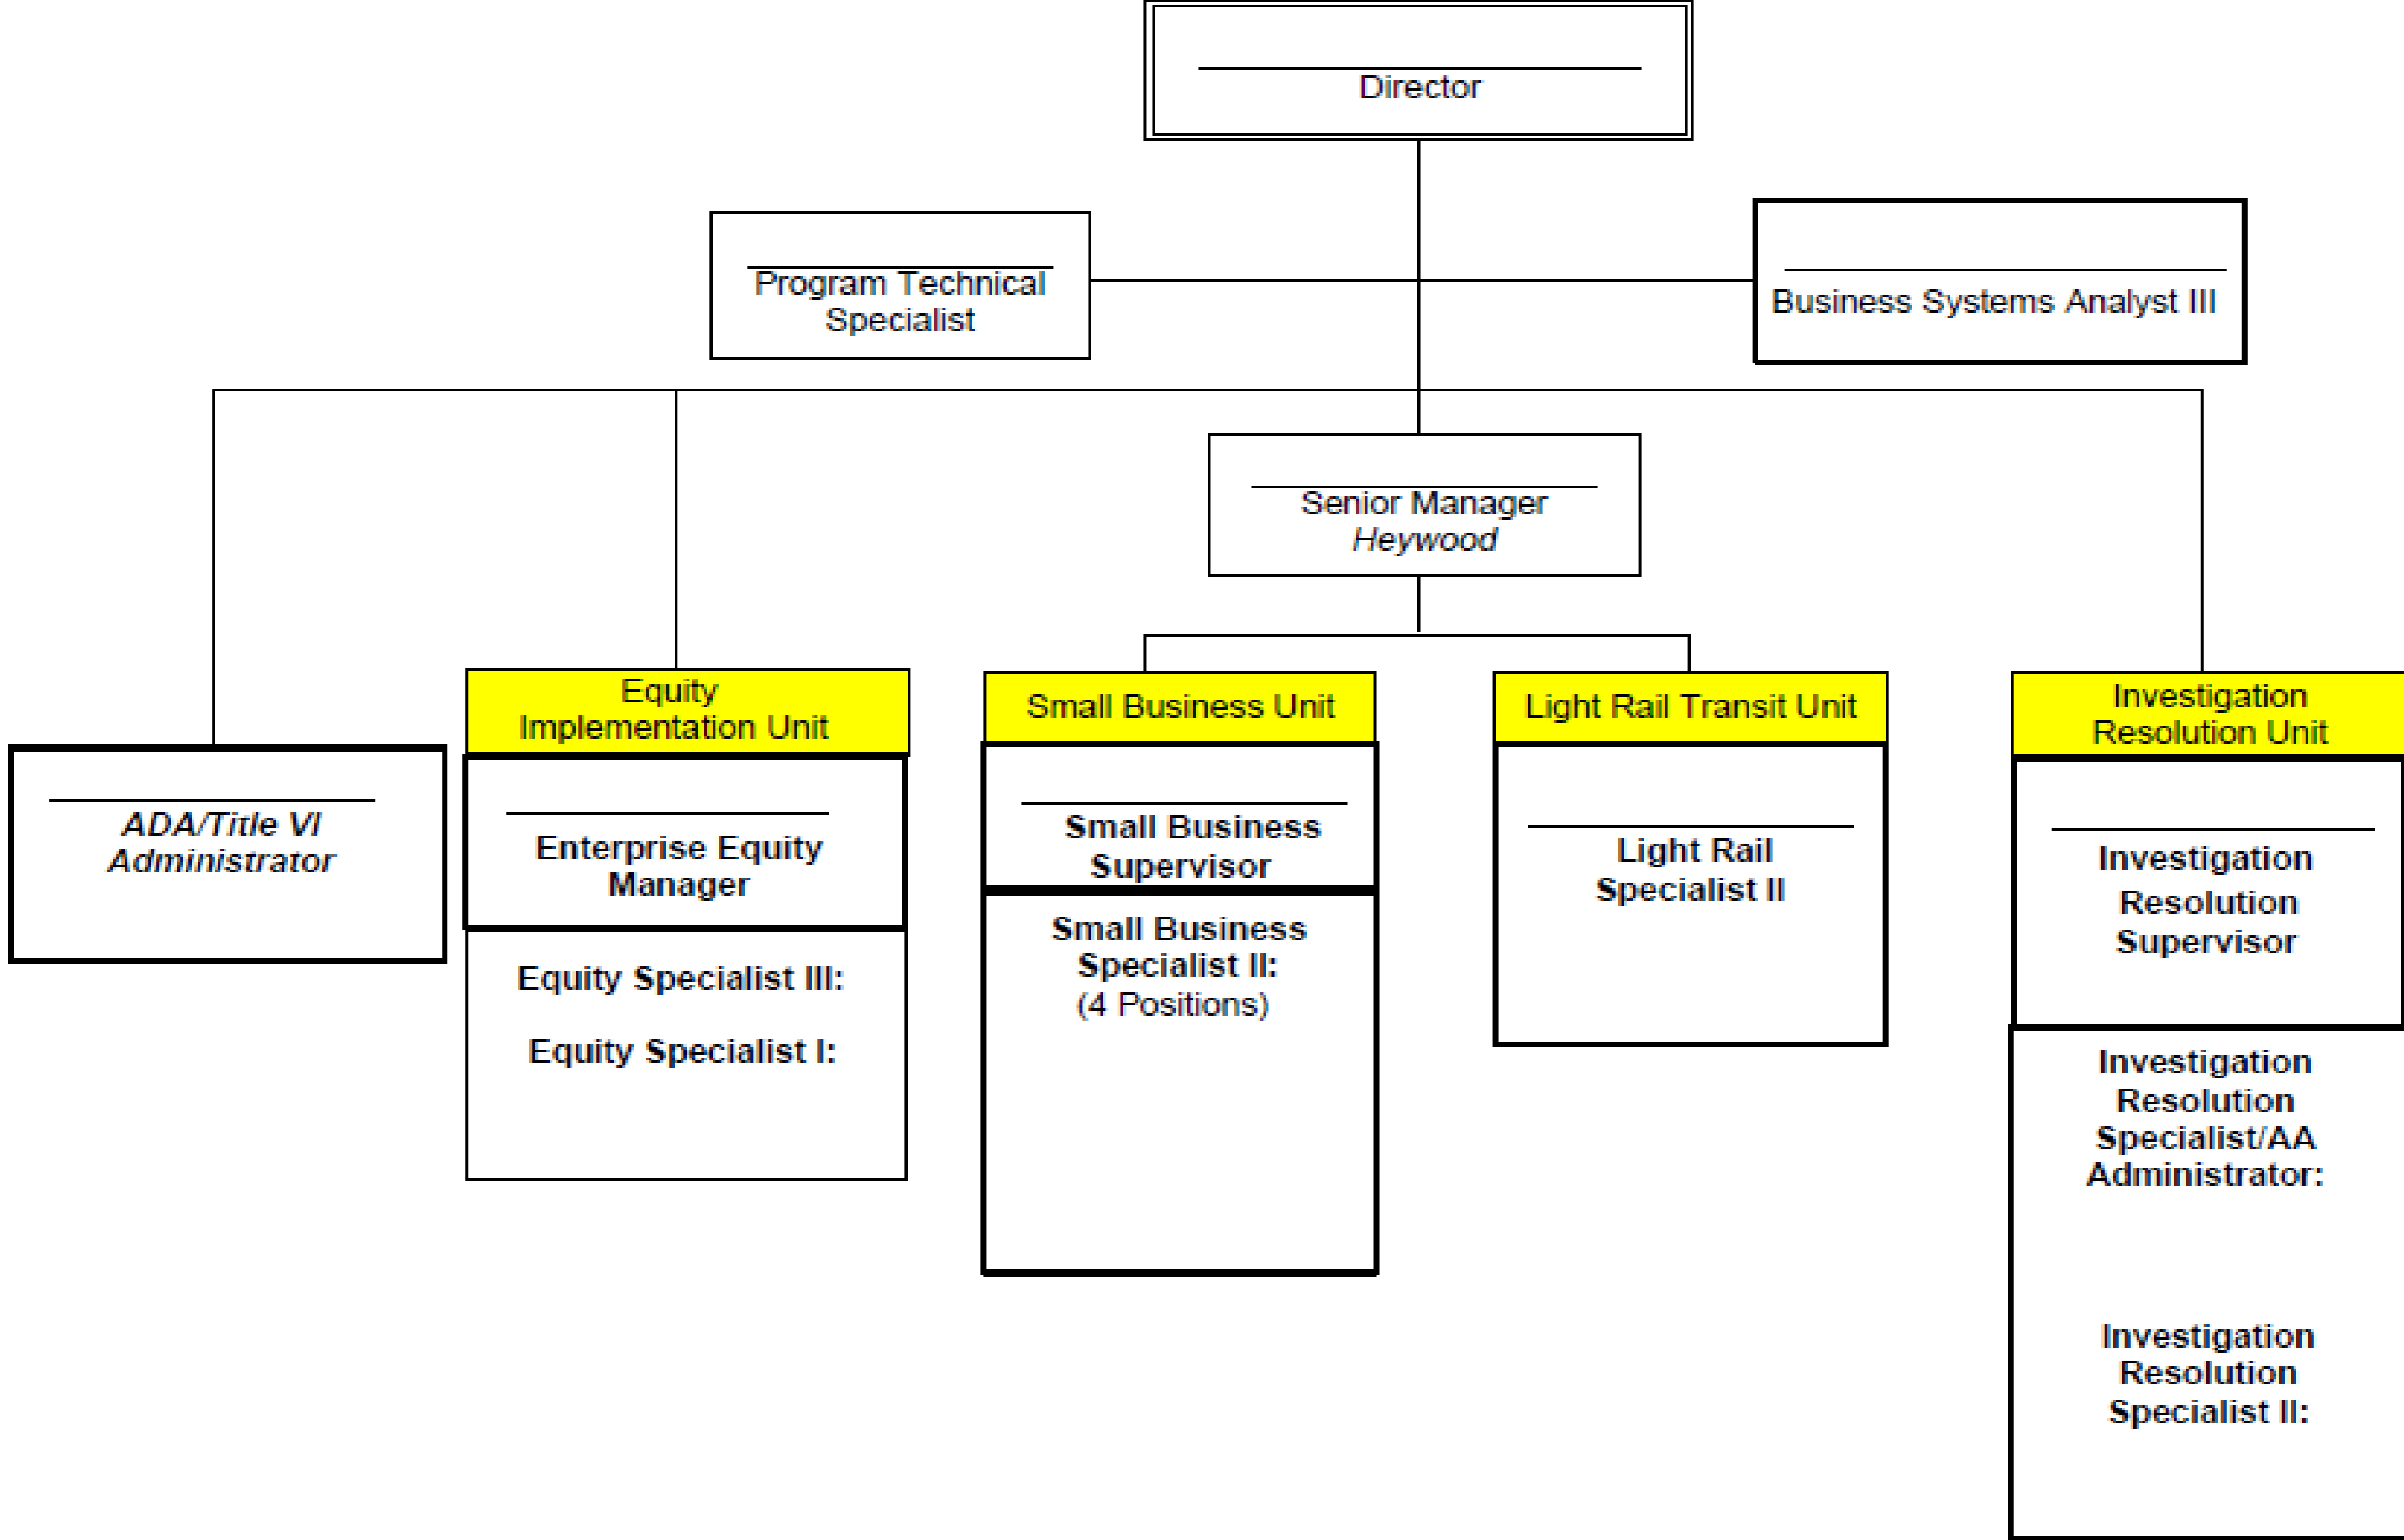 Director
Program Technical
Specialist
Business Systems Analyst III
Senior Manager
Heywood
ADA/Title VI
Administrator
Equity
Implementation Unit
Enterprise Equity
Manager
Equity Specialist III:
Equity Specialist I:
Small Business Unit
Small Business
Supervisor
Small Business
Specialist II:
(4 Positions)
Light Rail Transit Unit
Light Rail
Specialist II
Investigation
Resolution Unit
Investigation
Resolution
Supervisor
Investigation
Resolution
Specialist/AA
Administrator:
Investigation
Resolution
Specialist II: